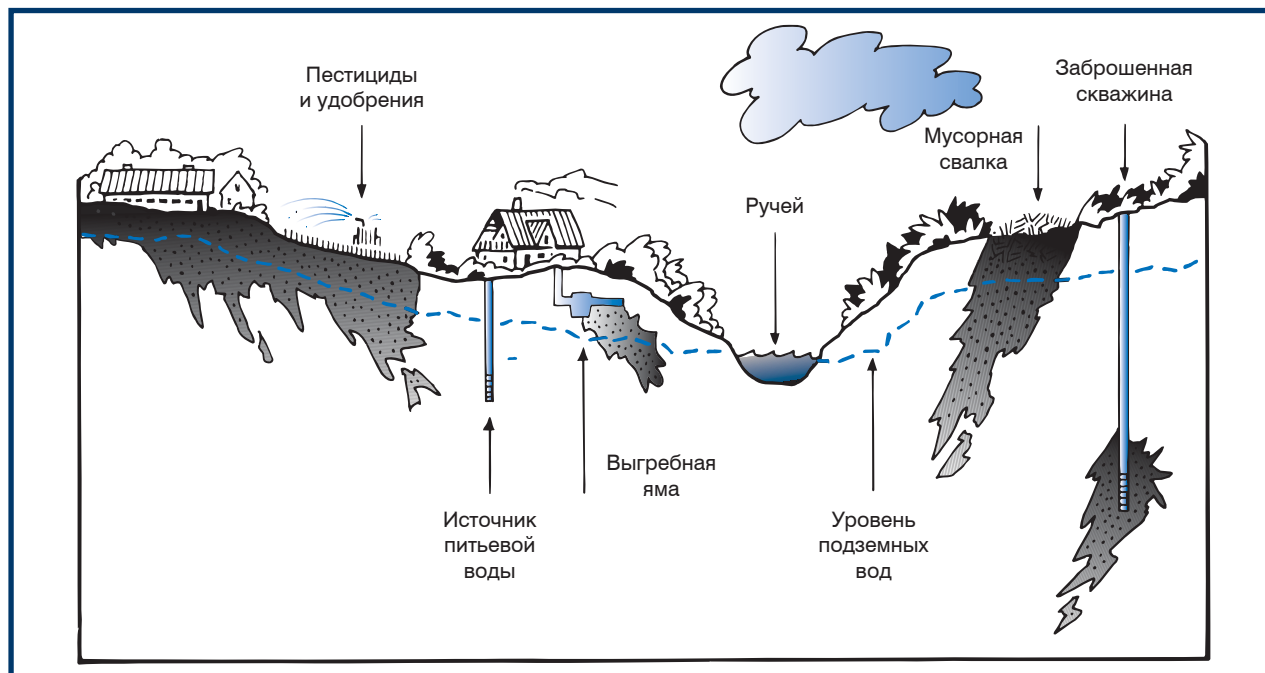 Пестициды
и удобрения
Заброшенная
скважина
Мусорная
свалка
Ручей
Выгребная
яма
Источник
питьевой
воды
Уровень
подземных
вод